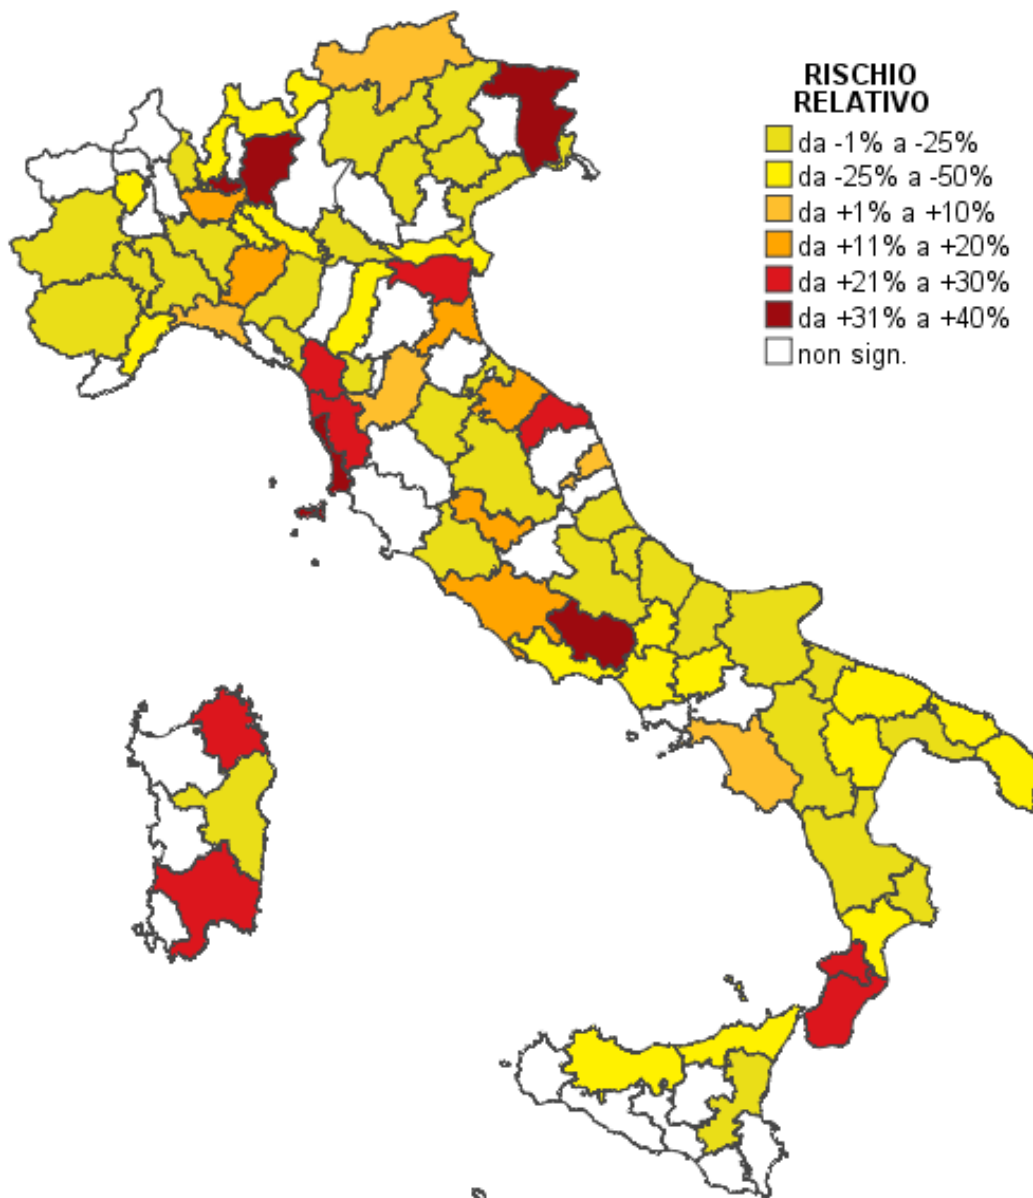 RISCHIO
RELATIVO
da -1% a -25%
da -25% a -50%
da +1% a +10%
da +11% a +20%
da +21% a +30%
da +31% a +40%
non sign.